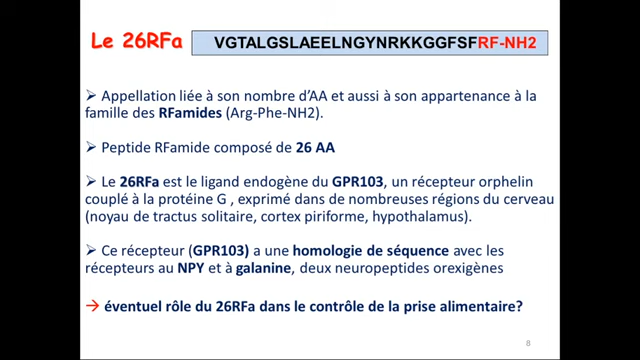 Le 26RFa
VGTALGSLAEELNGYNRKKGGFSFRF-NH2
➢ Appellation liée à son nombre d'AA et aussi à son appartenance à la
famille des RFamides (Arg-Phe-NH2).
➢ Peptide RFamide composé de 26 AA
➢ Le 26RFa est le ligand endogène du GPR103, un récepteur orphelin
couplé à la protéine G , exprimé dans de nombreuses régions du cerveau
(noyau de tractus solitaire, cortex piriforme, hypothalamus).
➢ Ce récepteur (GPR103) a une homologie de séquence avec les
récepteurs au NPY et à galanine, deux neuropeptides orexigènes
→ éventuel rôle du 26RFa dans le contrôle de la prise alimentaire?
8